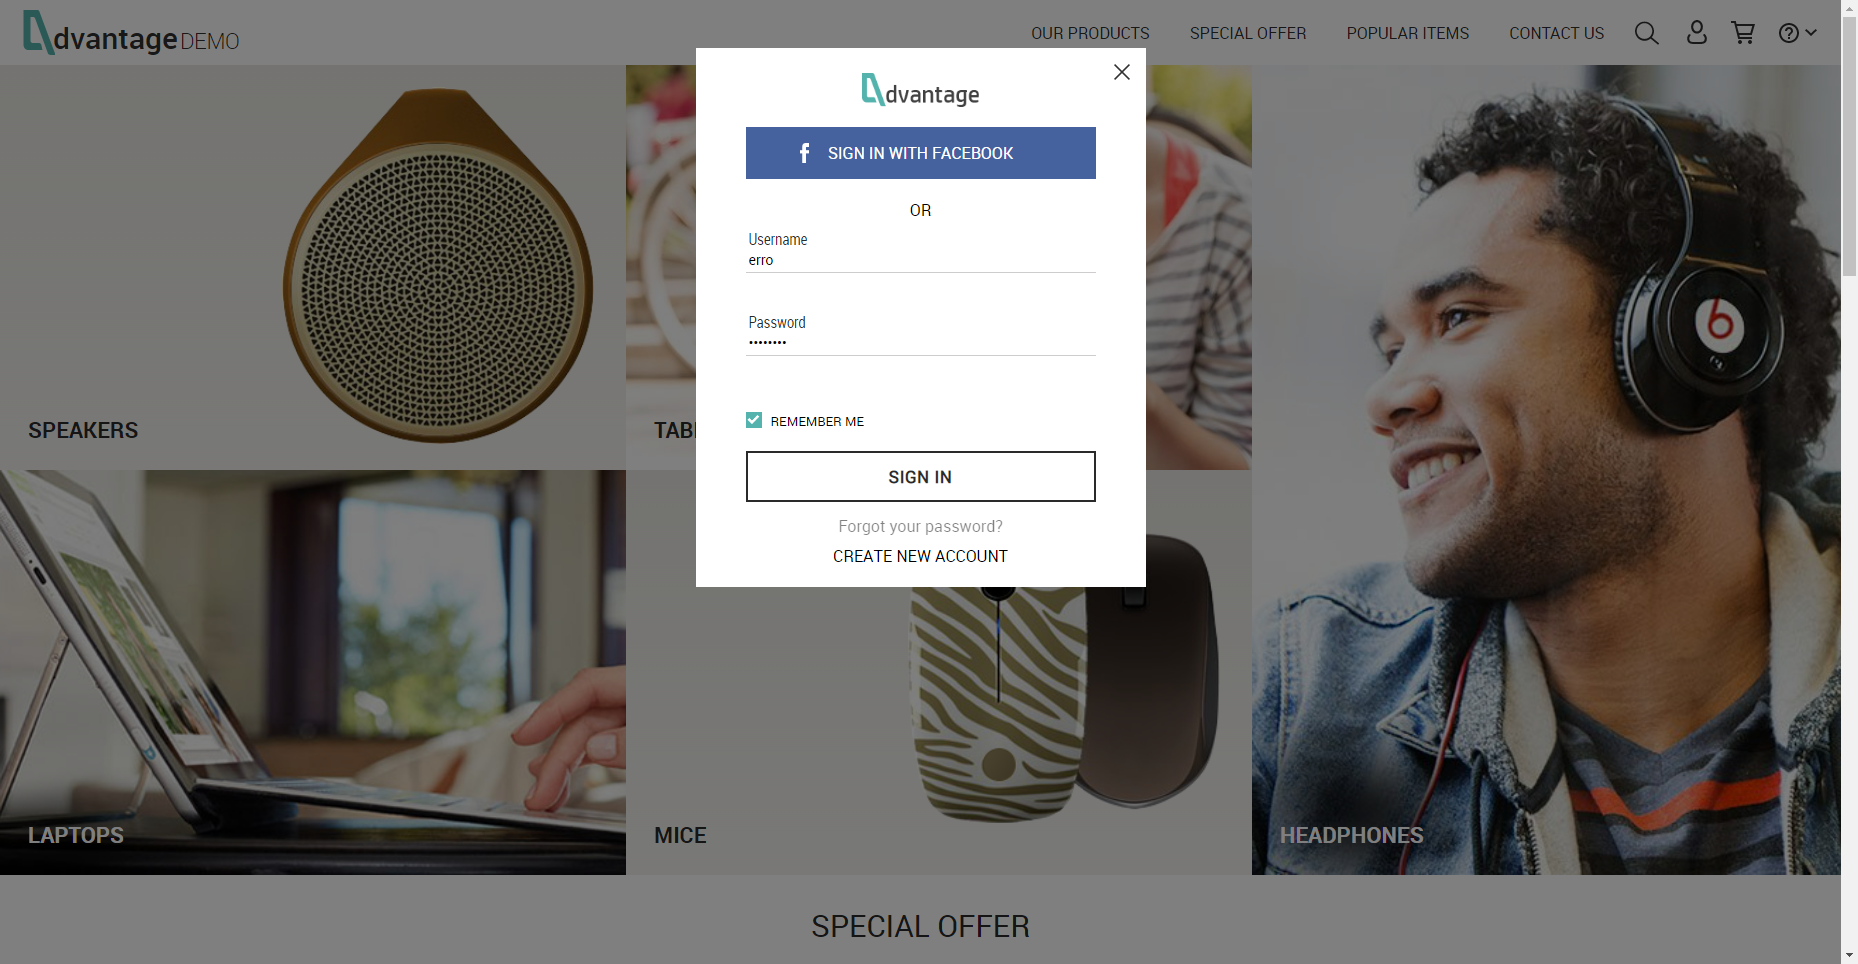 dvantage DEMO
OUR PRODUCTS SPECIAL OFFER POPULAR ITEMS CONTACT US
dvantage
f SIGN IN WITH FACEBOOK
OR
Username
erro
Password
••••••••
REMEMBER ME
SIGN IN
Forgot your password?
CREATE NEW ACCOUNT
SPEAKERS
TAB
LAPTOPS
MICE
HEADPHONES
SPECIAL OFFER